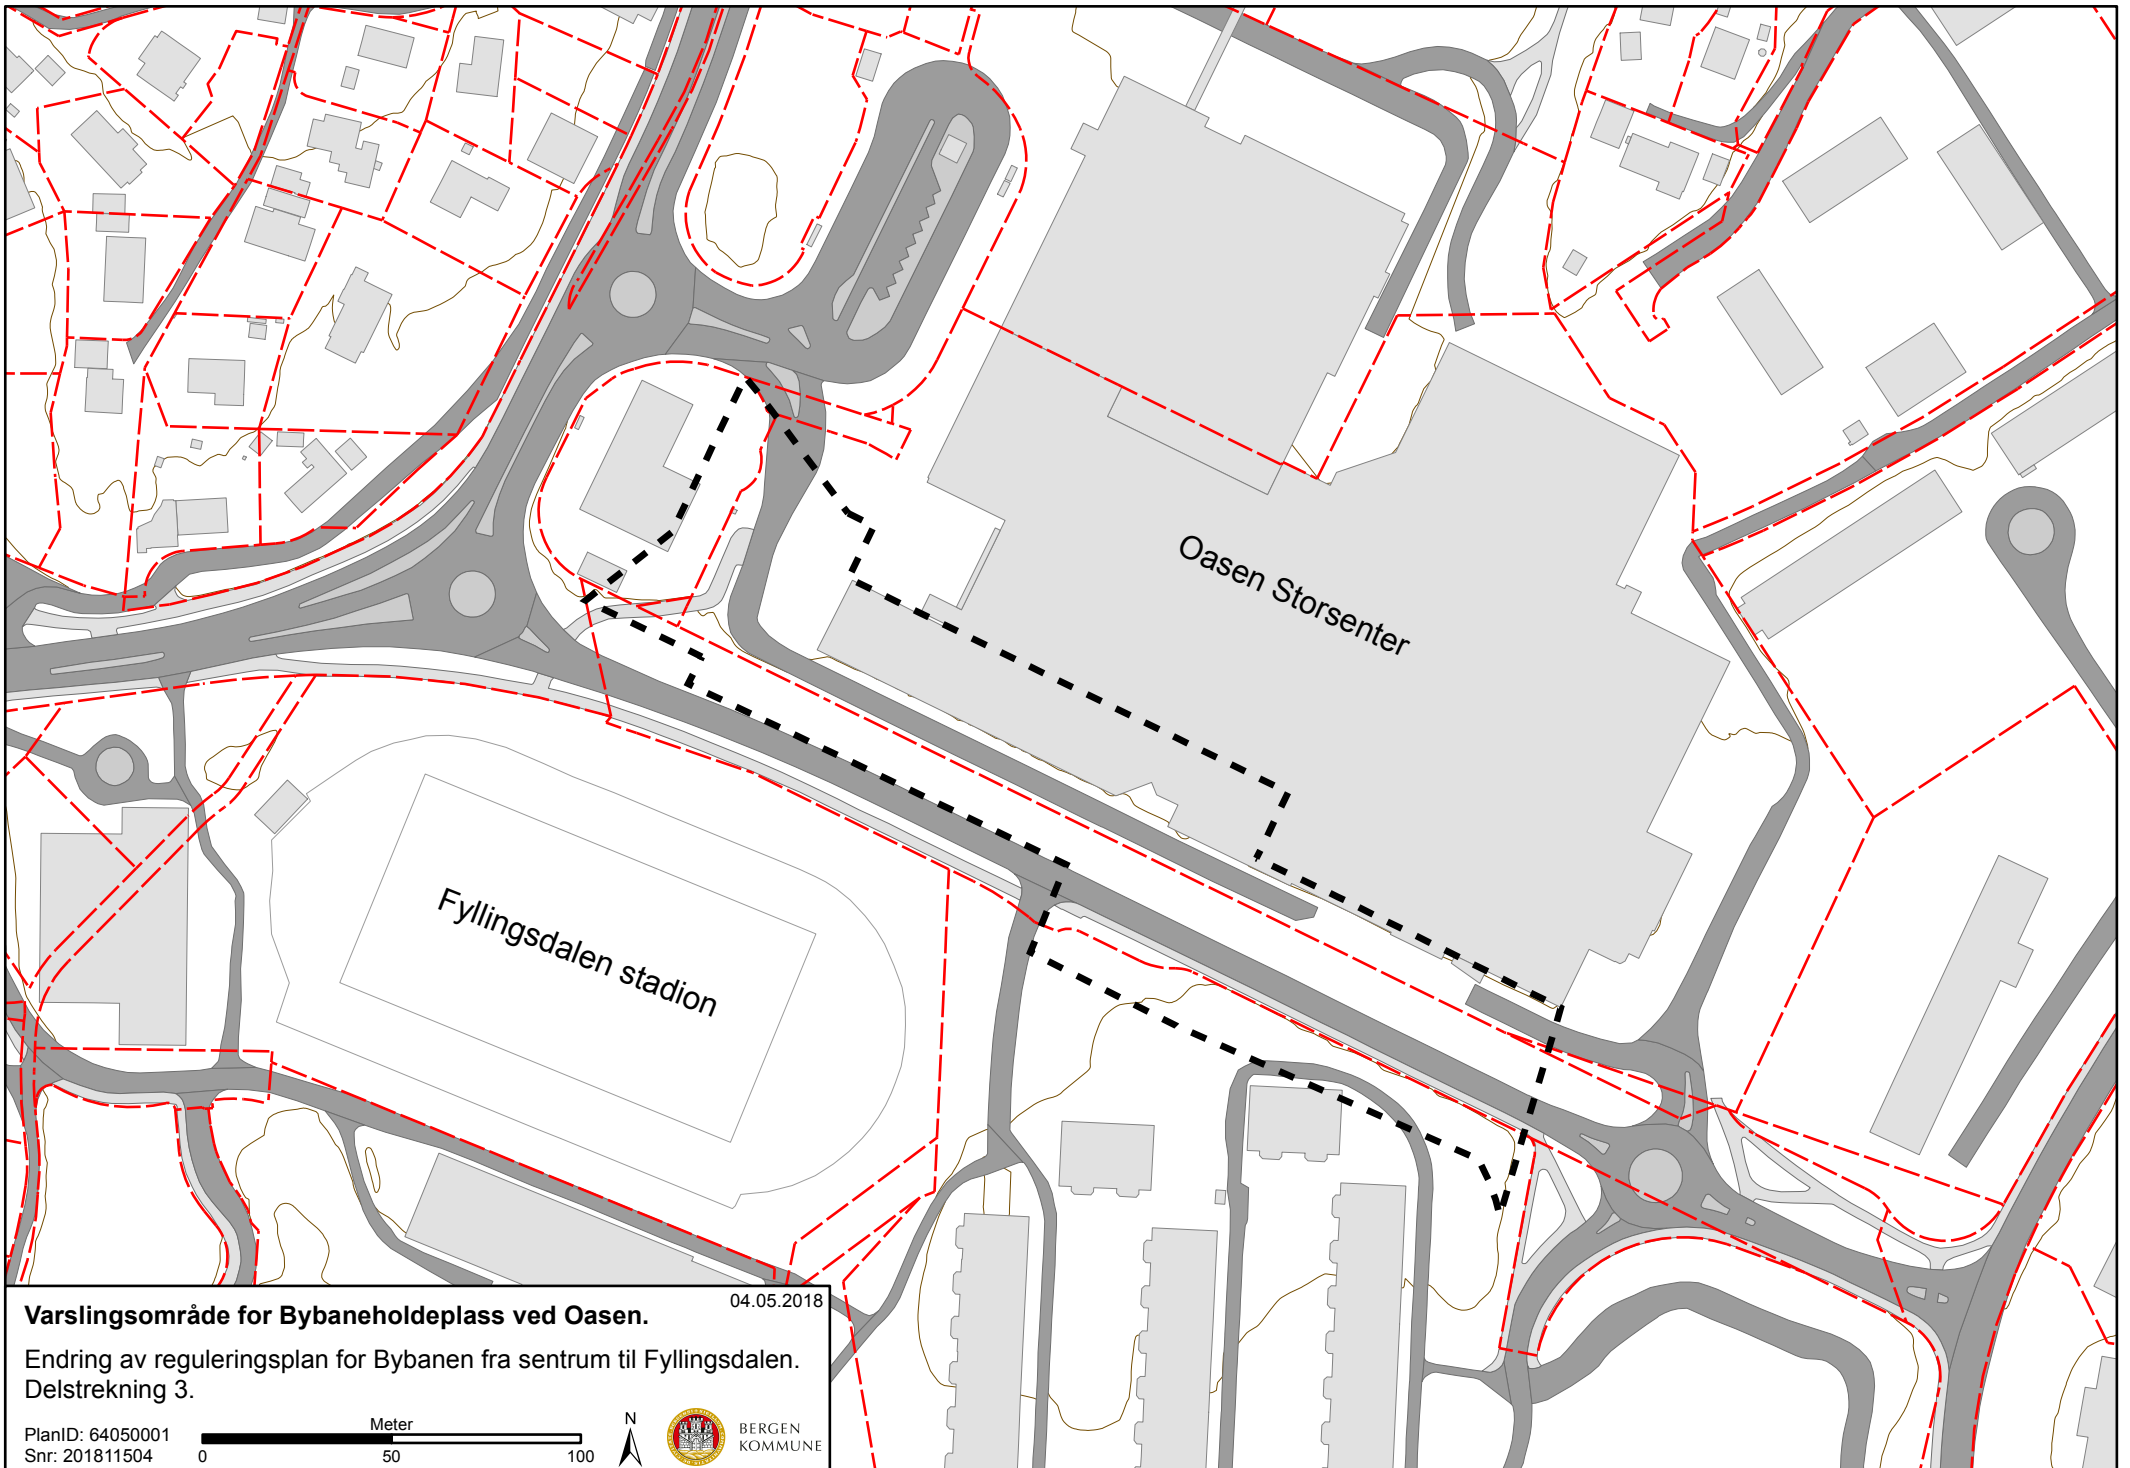 Oasen Storsenter
Fyllingsdalen stadion
04.05.2018
Varslingsområde for Bybaneholdeplass ved Oasen.
Endring av reguleringsplan for Bybanen fra sentrum til Fyllingsdalen.
Delstrekning 3.
PlanID: 64050001
Snr: 201811504
Meter
0 50 100
N
BERGEN
KOMMUNE